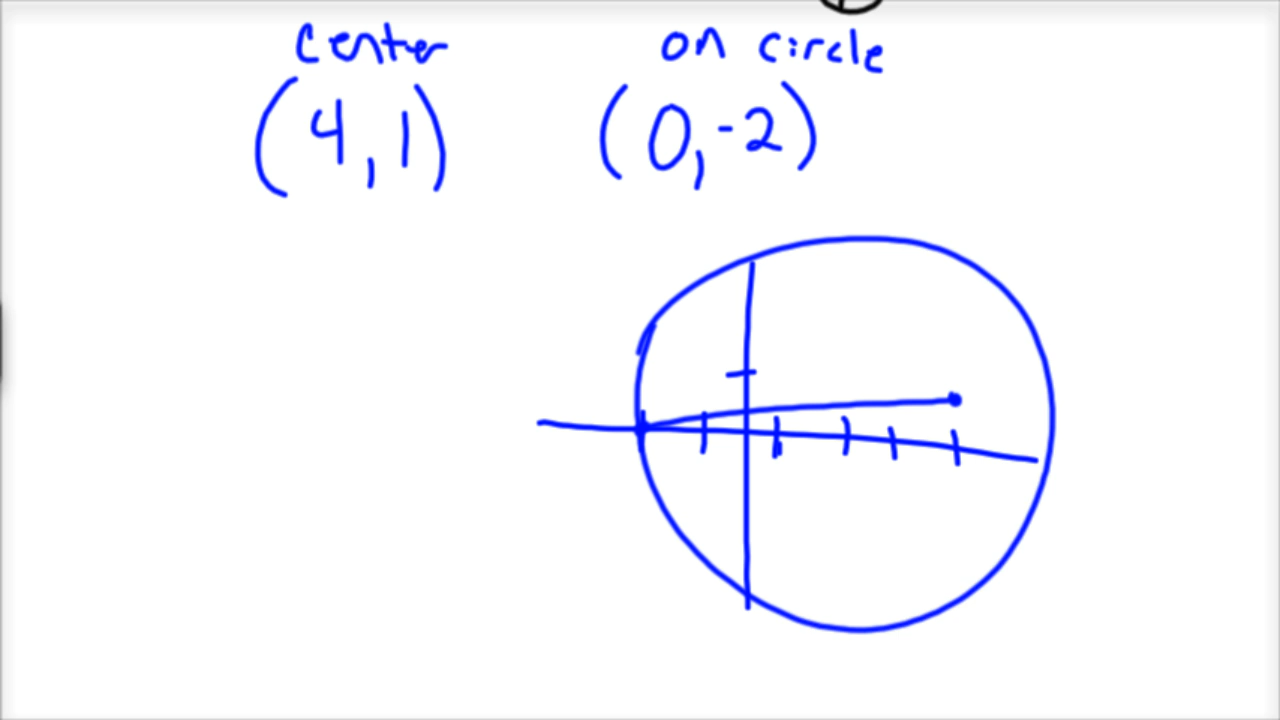 center on circle
(4, 1) (0, -2)